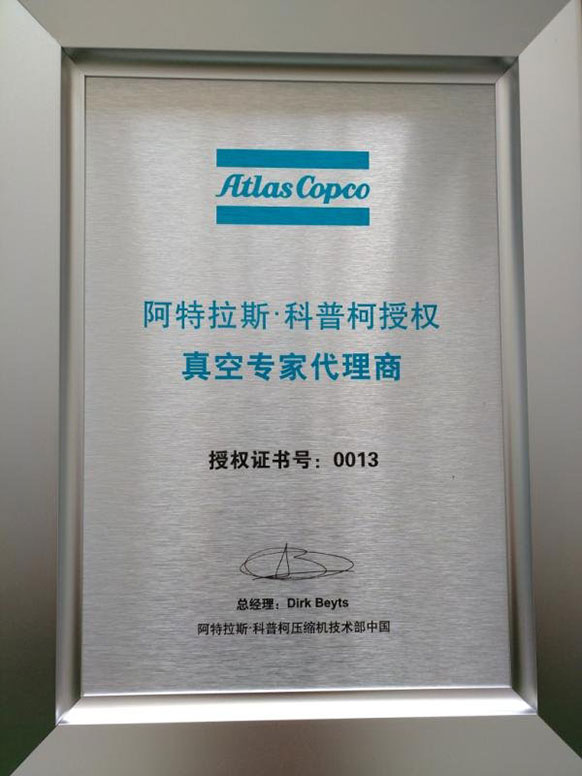 Atlas Copco
阿特拉斯·科普柯授权
真空专家代理商
授权证书号：0013
总经理：Dirk Beyts
阿特拉斯·科普柯压缩机技术部中国